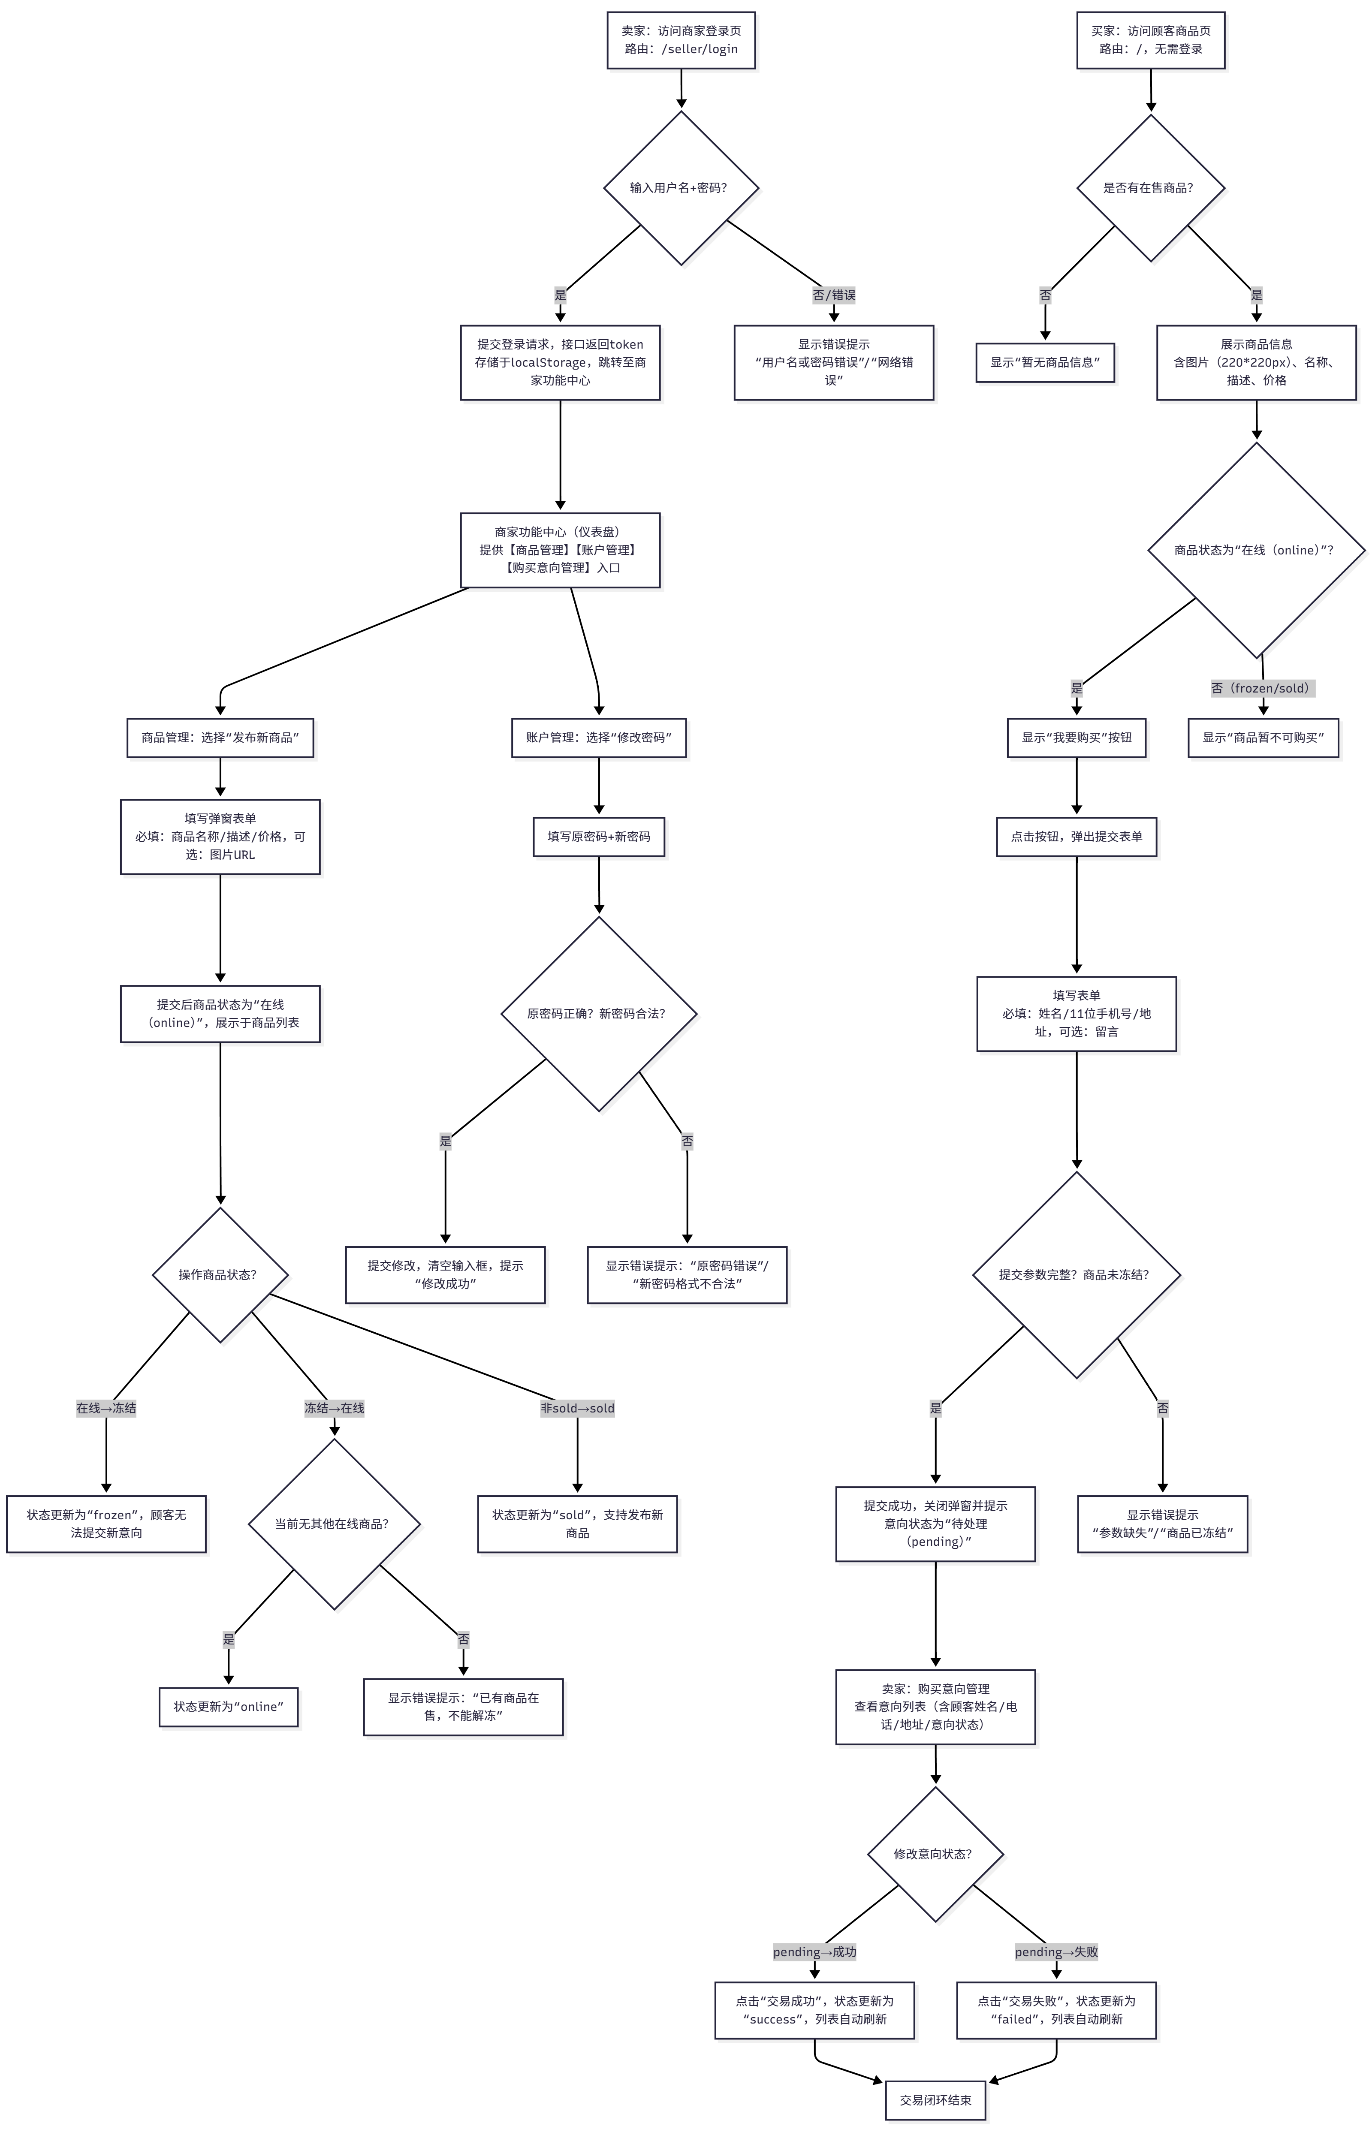 卖家：访问商家登录页
路由：/seller/login
买家：访问顾客商品页
路由：/，无需登录
输入用户名+密码？
是否有在售商品？
是
否/错误
否
是
提交登录请求，接口返回token
存储于localStorage，跳转至商
家功能中心
显示错误提示
“用户名或密码错误”/“网络错
误”
显示“暂无商品信息”
展示商品信息
含图片（220*220px）、名称、
描述、价格
商家功能中心（仪表盘）
提供【商品管理】【账户管理】
【购买意向管理】入口
商品状态为“在线（online）”？
是
否（frozen/sold）
商品管理：选择“发布新商品”
账户管理：选择“修改密码”
显示“我要购买”按钮
显示“商品暂不可购买”
填写弹窗表单
必填：商品名称/描述/价格，可
选：图片URL
填写原密码+新密码
点击按钮，弹出提交表单
提交后商品状态为“在线
（online）”，展示于商品列表
原密码正确？新密码合法？
填写表单
必填：姓名/11位手机号/地
址，可选：留言
是
否
操作商品状态？
提交修改，清空输入框，提示
“修改成功”
显示错误提示：“原密码错误”/
“新密码格式不合法”
提交参数完整？商品未冻结？
在线→冻结
冻结→在线
非sold→sold
是
否
状态更新为“frozen”，顾客无
法提交新意向
当前无其他在线商品？
状态更新为“sold”，支持发布新
商品
提交成功，关闭弹窗并提示
意向状态为“待处理
（pending）”
显示错误提示
“参数缺失”/“商品已冻结”
是
否
状态更新为“online”
显示错误提示：“已有商品在
售，不能解冻”
卖家：购买意向管理
查看意向列表（含顾客姓名/电
话/地址/意向状态）
修改意向状态？
pending→成功
pending→失败
点击“交易成功”，状态更新为
“success”，列表自动刷新
点击“交易失败”，状态更新为
“failed”，列表自动刷新
交易闭环结束